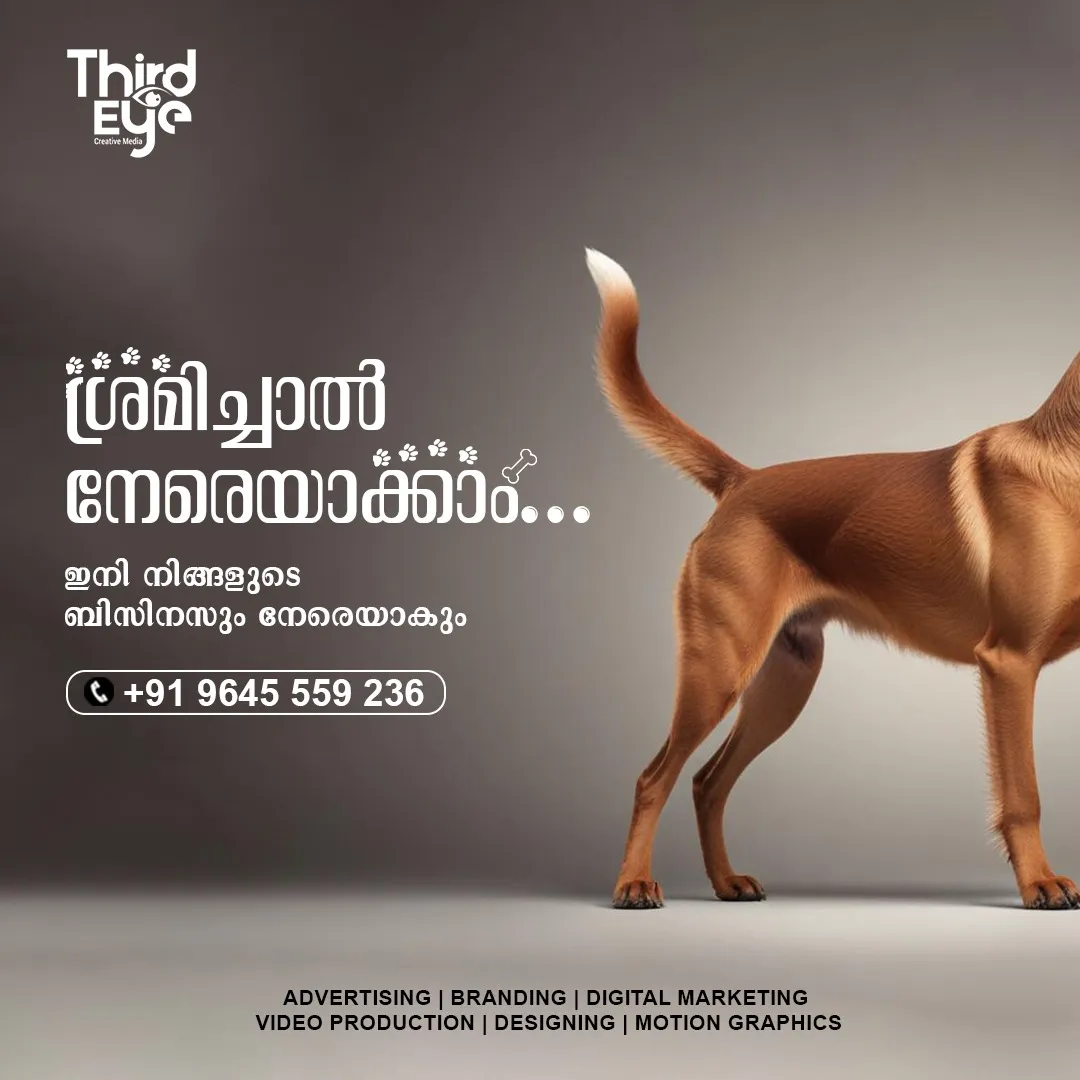 Third
Eye
Creative Media
ശ്രമിച്ചാൽ
നേരെയാക്കാം...
ഇനി നിങ്ങളുടെ
ബിസിനസും നേരെയാകും
+91 9645 559 236
ADVERTISING | BRANDING | DIGITAL MARKETING
VIDEO PRODUCTION | DESIGNING | MOTION GRAPHICS